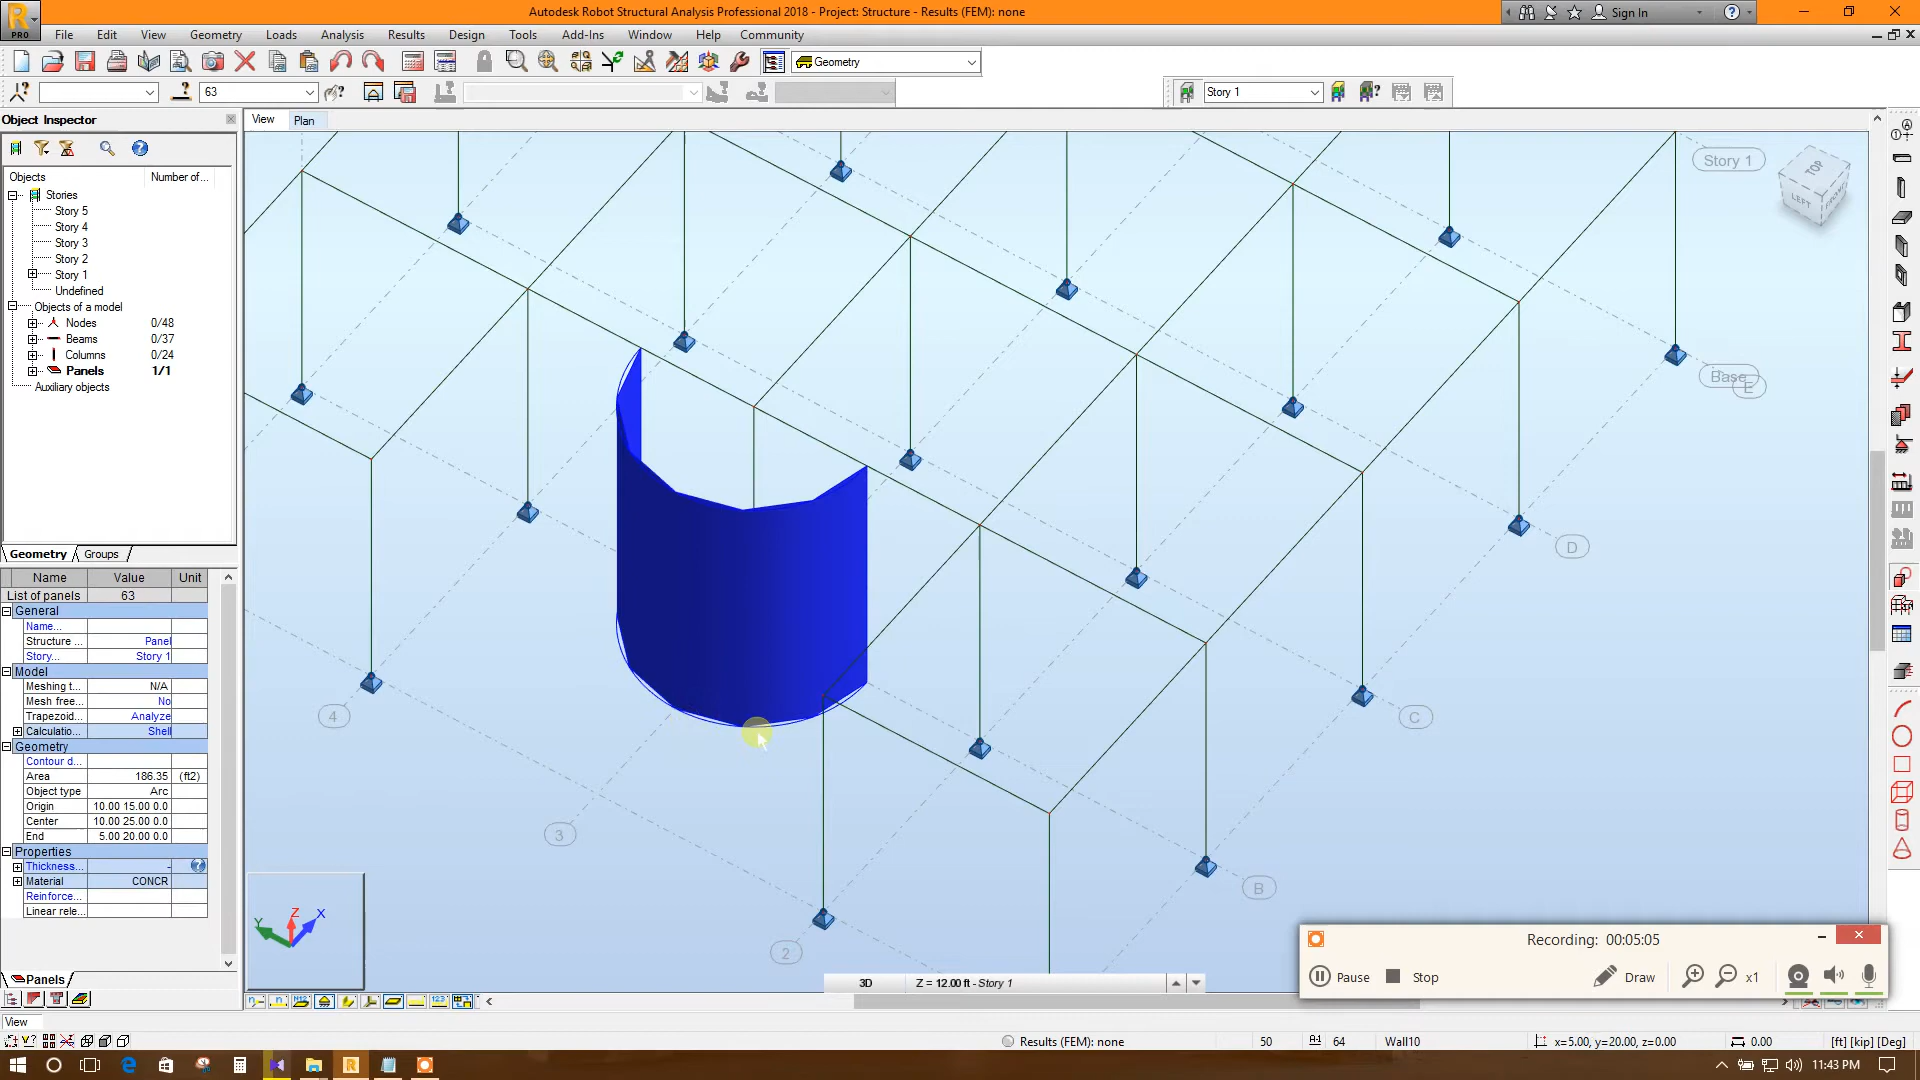 Autodesk Robot Structural Analysis Professional 2018 - Project: Structure - Results (FEM): none
Sign In
PRO
File Edit View Geometry Loads Analysis Results Design Tools Add-Ins Window Help Community
Geometry
63
Story 1
Object Inspector
View
Plan
Objects
Number of...
Stories
Story 5
Story 4
Story 3
Story 2
Story 1
Undefined
Objects of a model
Nodes 0/48
Beams 0/37
Columns 0/24
Panels 1/1
Auxiliary objects
Geometry
Groups
Name Value Unit
List of panels 63
General
Name...
Structure ... Panel
Story... Story 1
Model
Meshing t... N/A
Mesh free... No
Trapezoid... Analyze
Calculatio... Shell
Geometry
Contour d...
Area 186.35 (ft2)
Object type Arc
Origin 10.00 15.00 0.0
Center 10.00 25.00 0.0
End 5.00 20.00 0.0
Properties
Thickness... -
Material CONCR
Reinforce...
Linear rele...
Panels
Story 1
TOP
LEFT
FRONT
Base
E
D
C
B
4
3
2
Z
X
Y
3D
Z = 12.00 ft - Story 1
Recording: 00:05:05
Pause
Stop
Draw
x1
View
Results (FEM): none
50
64
Wall10
x=5.00, y=20.00, z=0.00
0.00
[ft] [kip] [Deg]
11:43 PM